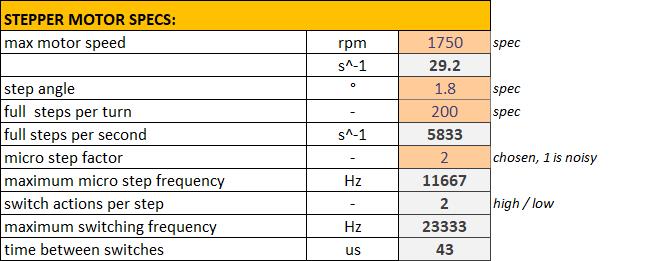 STEPPER MOTOR SPECS:
max motor speed rpm 1750 spec
s^-1 29.2
step angle ° 1.8 spec
full steps per turn - 200 spec
full steps per second s^-1 5833
micro step factor - 2 chosen, 1 is noisy
maximum micro step frequency Hz 11667
switch actions per step - 2 high / low
maximum switching frequency Hz 23333
time between switches us 43